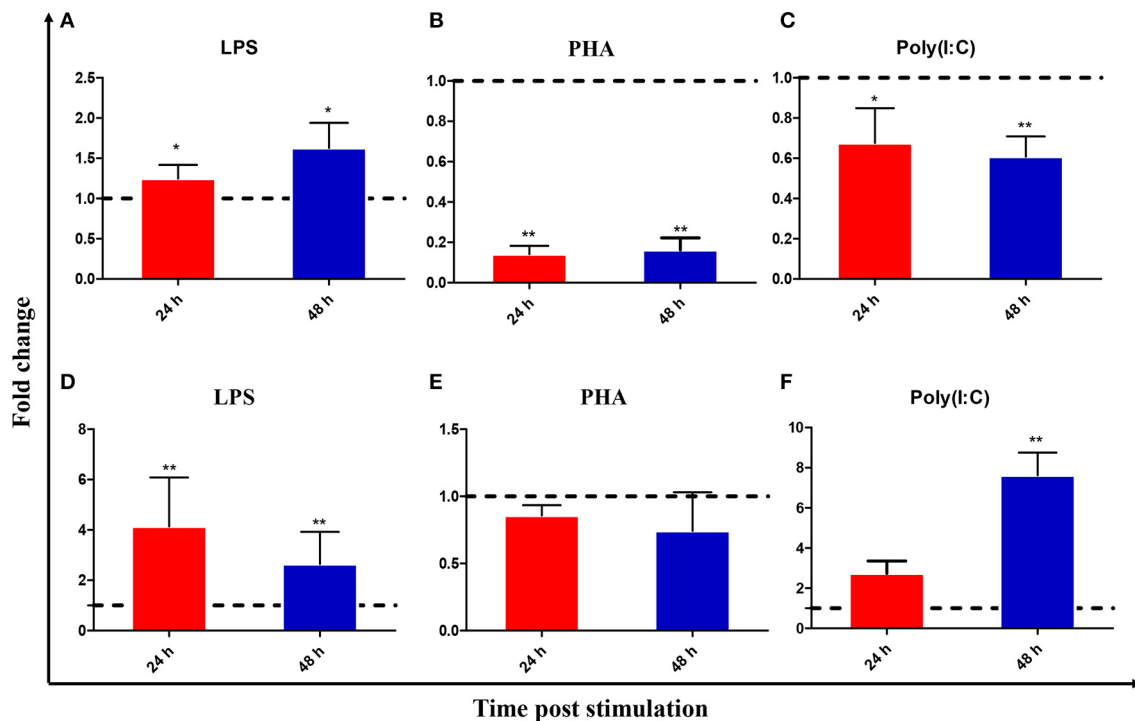 A
LPS
2.5
2.0
1.5
1.0
0.5
0.0
*
*
24 h
48 h
B
PHA
1.0
0.8
0.6
0.4
0.2
0.0
**
**
24 h
48 h
C
Poly(I:C)
1.0
0.8
0.6
0.4
0.2
0.0
*
**
24 h
48 h
Fold change
D
LPS
8
6
4
2
0
**
**
24 h
48 h
E
PHA
1.5
1.0
0.5
0.0
24 h
48 h
F
Poly(I:C)
10
8
6
4
2
0
**
24 h
48 h
Time post stimulation